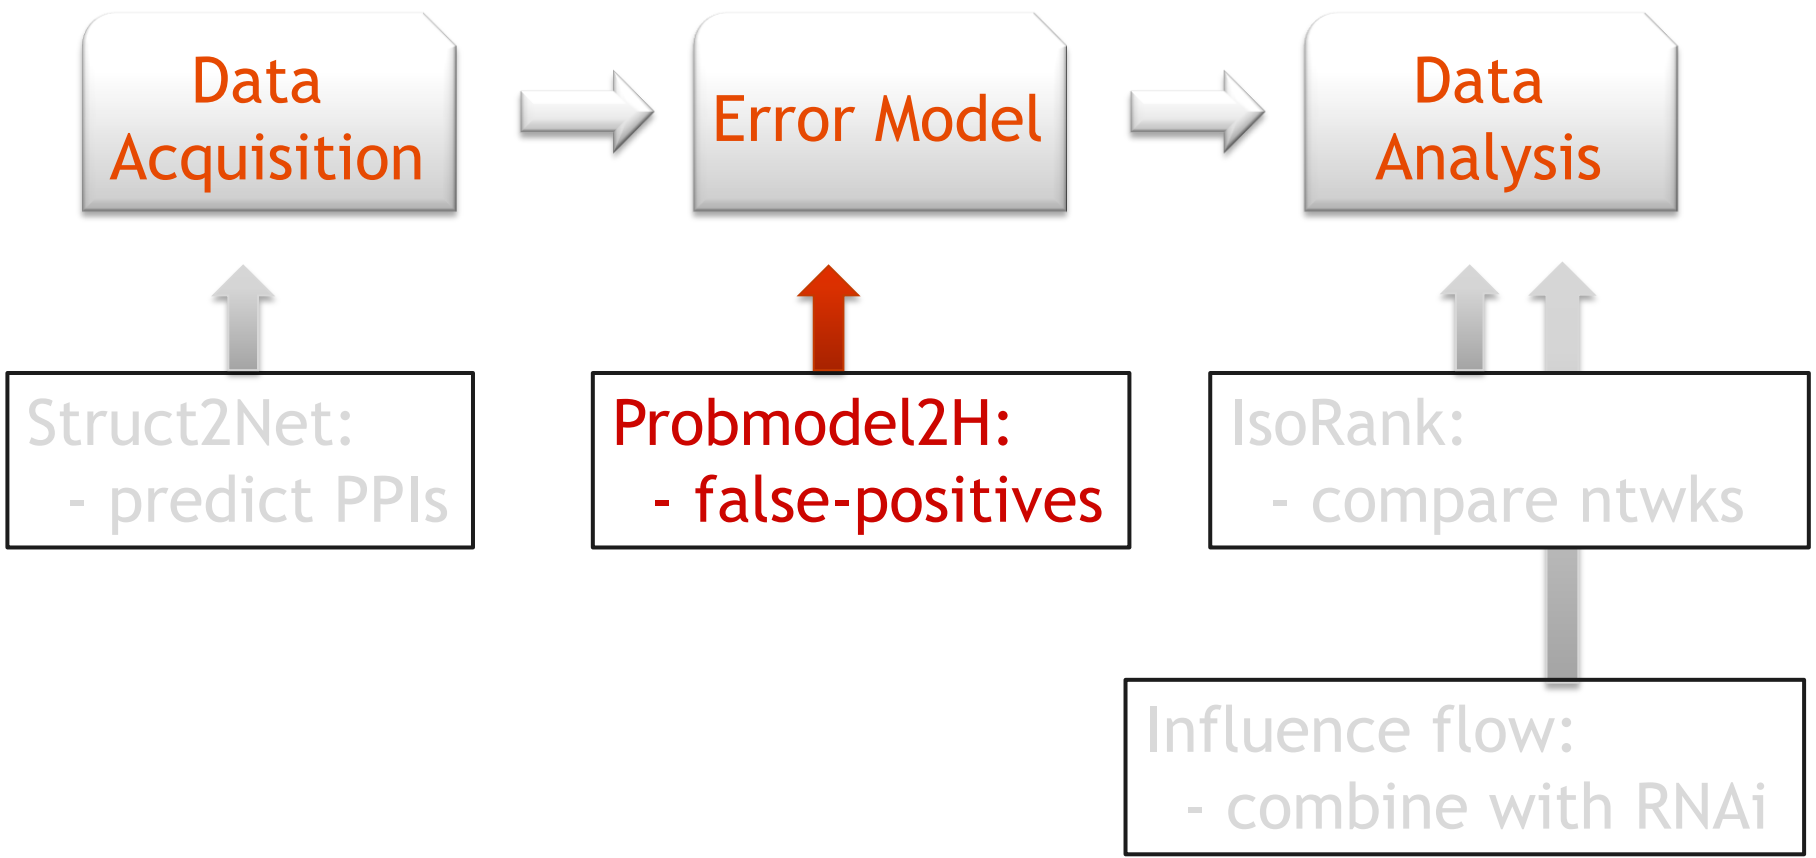 Data
Acquisition
Error Model
Data
Analysis
Struct2Net:
- predict PPIs
Probmodel2H:
- false-positives
IsoRank:
- compare ntwks
Influence flow:
- combine with RNAi